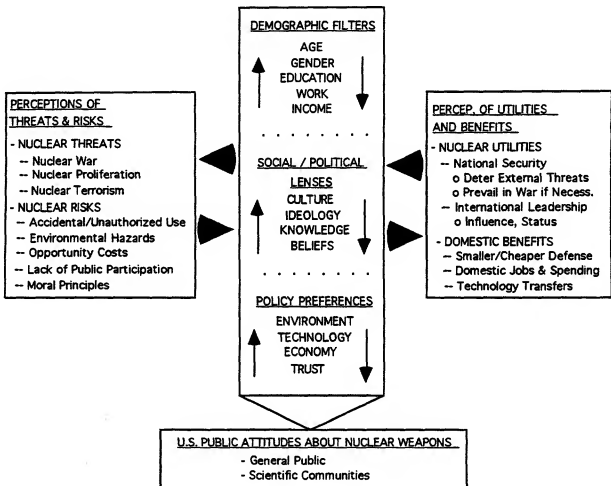 DEMOGRAPHIC FILTERS
AGE
GENDER
EDUCATION
WORK
INCOME
PERCEPTIONS OF
THREATS & RISKS
- NUCLEAR THREATS
-- Nuclear War
-- Nuclear Proliferation
-- Nuclear Terrorism
- NUCLEAR RISKS
-- Accidental/Unauthorized Use
-- Environmental Hazards
-- Opportunity Costs
-- Lack of Public Participation
-- Moral Principles
SOCIAL / POLITICAL
LENSES
CULTURE
IDEOLOGY
KNOWLEDGE
BELIEFS
PERCEP. OF UTILITIES
AND BENEFITS
- NUCLEAR UTILITIES
-- National Security
o Deter External Threats
o Prevail in War if Necess.
-- International Leadership
o Influence, Status
- DOMESTIC BENEFITS
-- Smaller/Cheaper Defense
-- Domestic Jobs & Spending
-- Technology Transfers
POLICY PREFERENCES
ENVIRONMENT
TECHNOLOGY
ECONOMY
TRUST
U.S. PUBLIC ATTITUDES ABOUT NUCLEAR WEAPONS
- General Public
- Scientific Communities